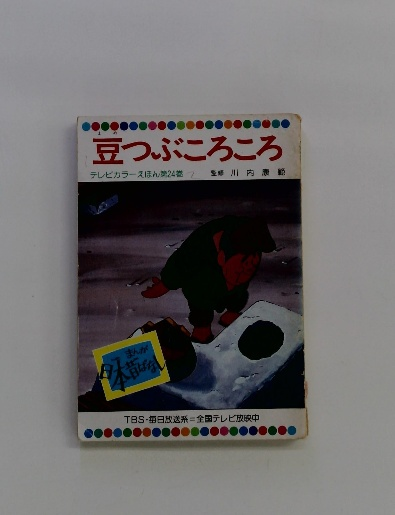 まめ
豆つぶころころ
テレビカラーえほん第24巻
監修 川内康範
まんが
日本昔ばなし
TBS・毎日放送系=全国テレビ放映中